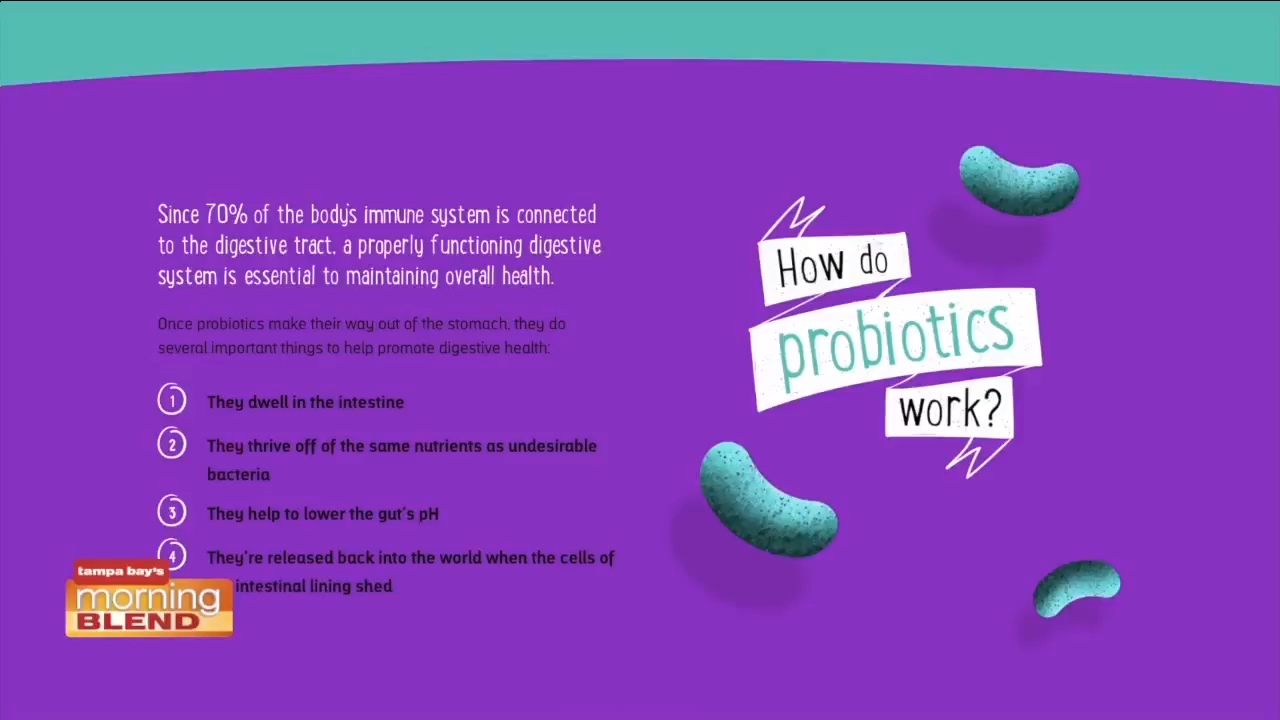 Since 70% of the body's immune system is connected
to the digestive tract, a properly functioning digestive
system is essential to maintaining overall health.
Once probiotics make their way out of the stomach, they do
several important things to help promote digestive health:
1 They dwell in the intestine
2 They thrive off of the same nutrients as undesirable
bacteria
3 They help to lower the gut's pH
4 They're released back into the world when the cells of
intestinal lining shed
How do
probiotics
work?
tampa bay's
morning
BLEND